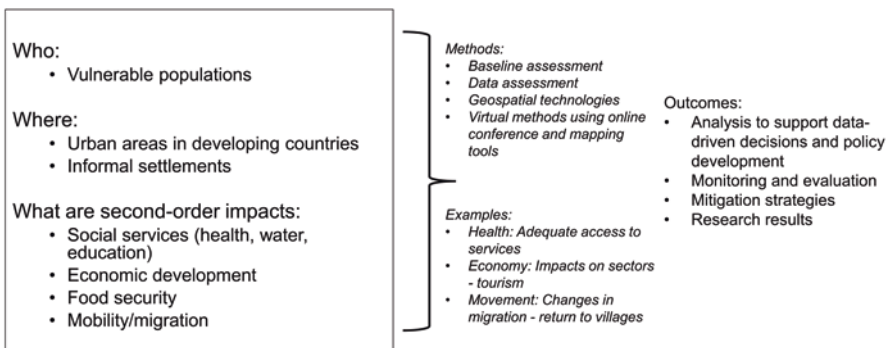 Who:
• Vulnerable populations
Where:
• Urban areas in developing countries
• Informal settlements
What are second-order impacts:
• Social services (health, water,
education)
• Economic development
• Food security
• Mobility/migration
Methods:
• Baseline assessment
• Data assessment
• Geospatial technologies
• Virtual methods using online
conference and mapping
tools
Examples:
• Health: Adequate access to
services
• Economy: Impacts on sectors
- tourism
• Movement: Changes in
migration - return to villages
Outcomes:
• Analysis to support data-
driven decisions and policy
development
• Monitoring and evaluation
• Mitigation strategies
• Research results